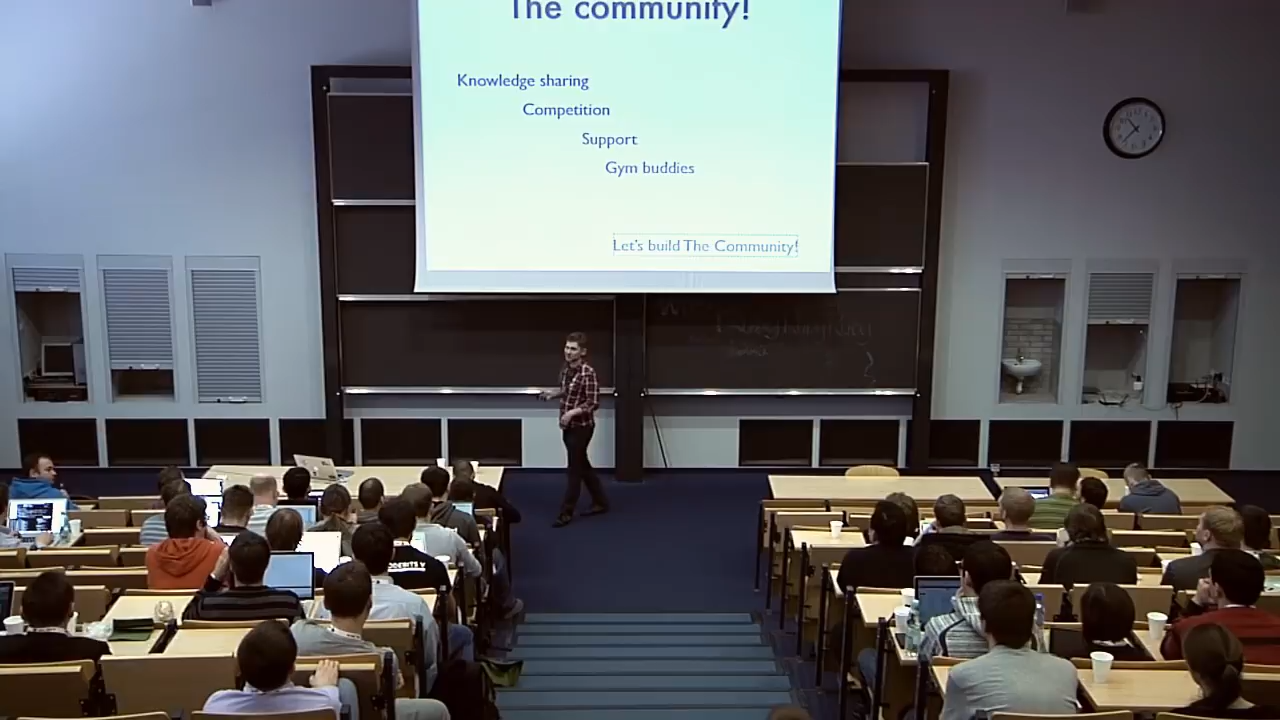 The community!
Knowledge sharing
Competition
Support
Gym buddies
Let's build The Community!